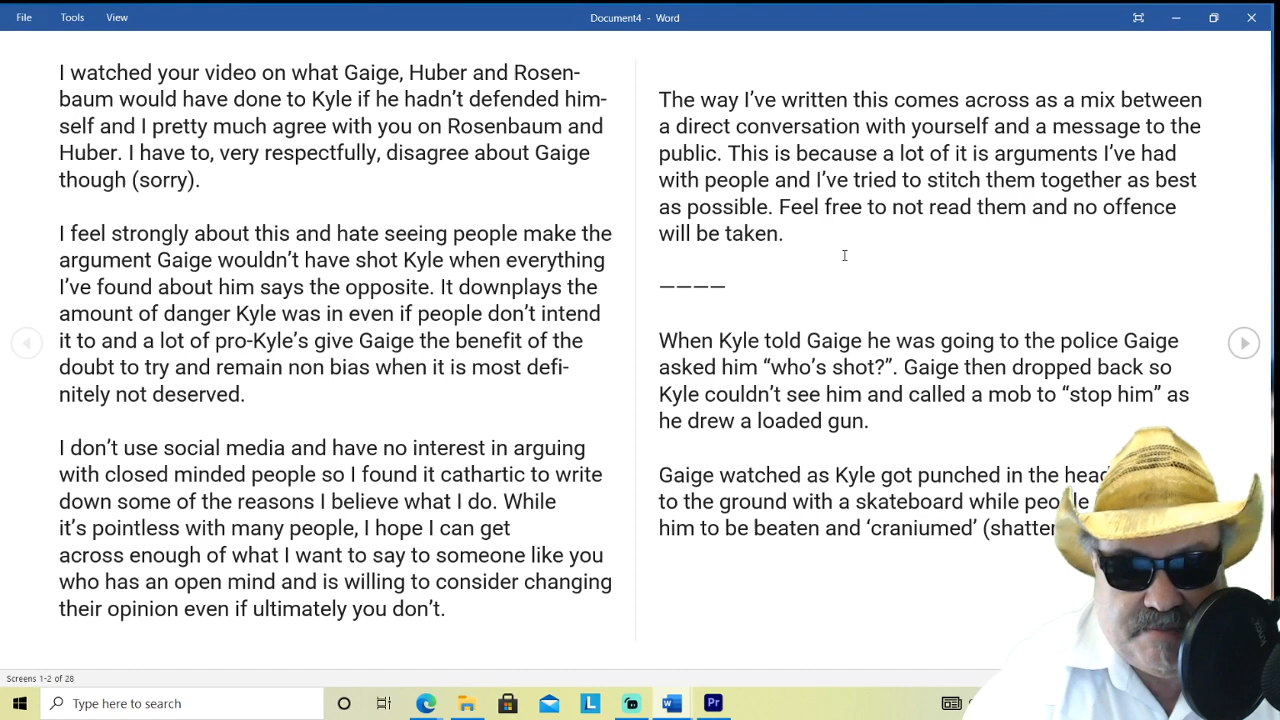 File Tools View Document4 - Word
I watched your video on what Gaige, Huber and Rosen-
baum would have done to Kyle if he hadn’t defended him-
self and I pretty much agree with you on Rosenbaum and
Huber. I have to, very respectfully, disagree about Gaige
though (sorry).
I feel strongly about this and hate seeing people make the
argument Gaige wouldn’t have shot Kyle when everything
I’ve found about him says the opposite. It downplays the
amount of danger Kyle was in even if people don’t intend
it to and a lot of pro-Kyle’s give Gaige the benefit of the
doubt to try and remain non bias when it is most defi-
nitely not deserved.
I don’t use social media and have no interest in arguing
with closed minded people so I found it cathartic to write
down some of the reasons I believe what I do. While
it’s pointless with many people, I hope I can get
across enough of what I want to say to someone like you
who has an open mind and is willing to consider changing
their opinion even if ultimately you don’t.
The way I’ve written this comes across as a mix between
a direct conversation with yourself and a message to the
public. This is because a lot of it is arguments I’ve had
with people and I’ve tried to stitch them together as best
as possible. Feel free to not read them and no offence
will be taken.
————
When Kyle told Gaige he was going to the police Gaige
asked him “who’s shot?”. Gaige then dropped back so
Kyle couldn’t see him and called a mob to “stop him” as
he drew a loaded gun.
Gaige watched as Kyle got punched in the head
to the ground with a skateboard while people
him to be beaten and ‘craniumed’ (shatter
Screens 1-2 of 28
Type here to search